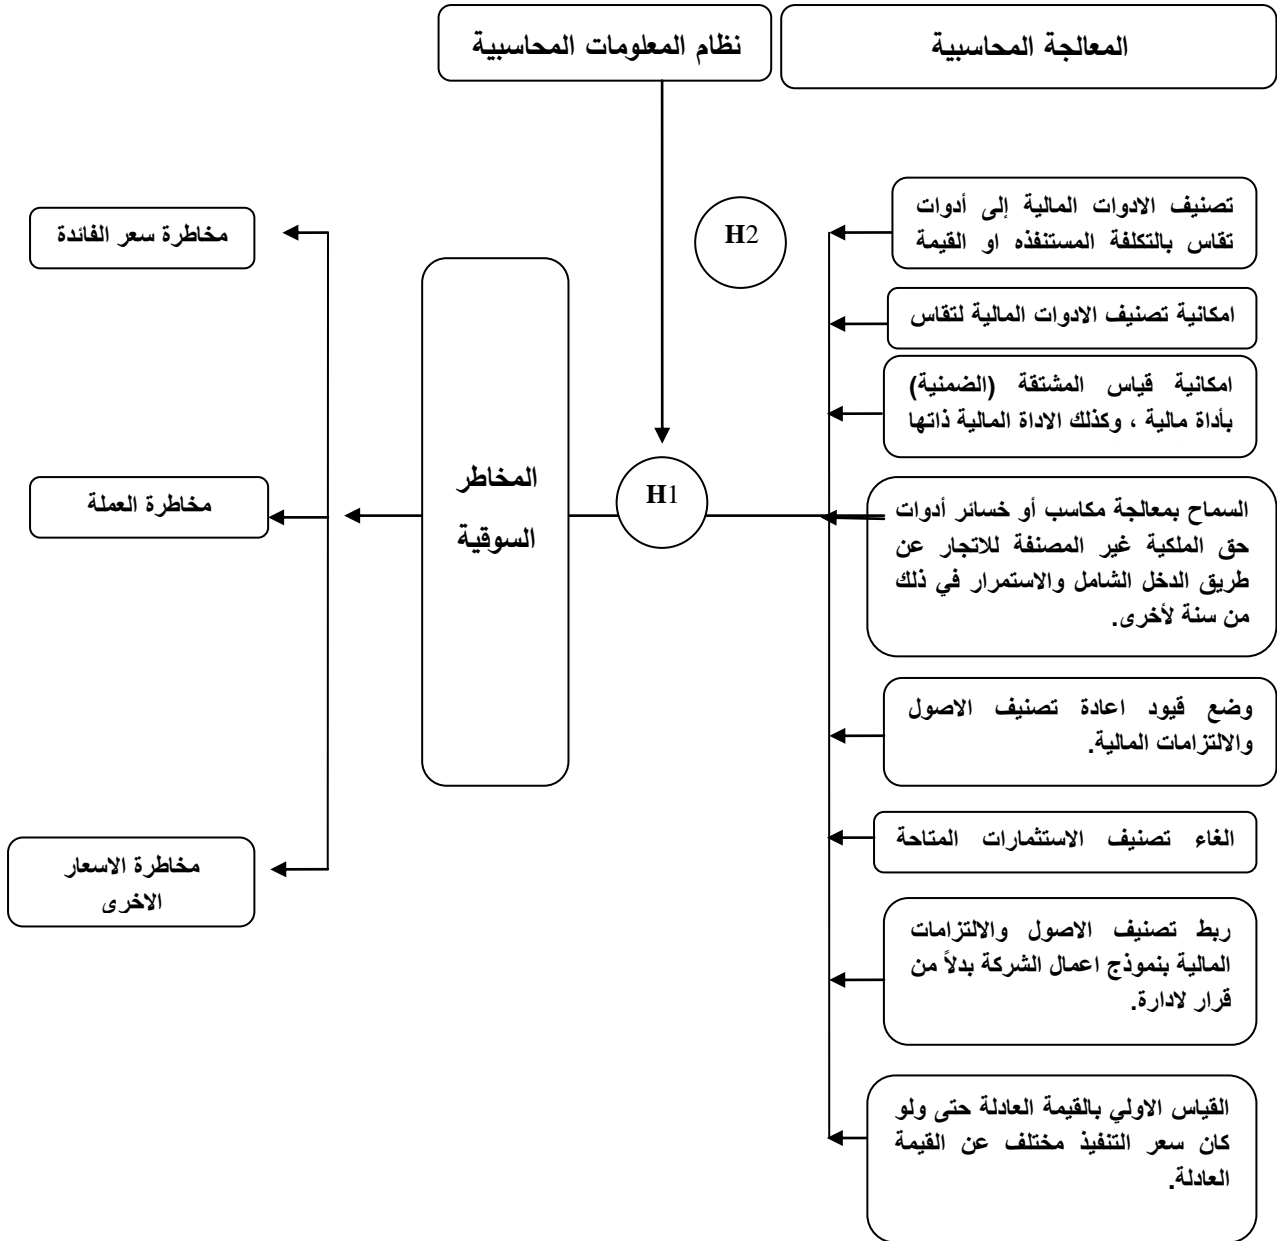 المعالجة المحاسبية
نظام المعلومات المحاسبية
تصنيف الادوات المالية إلى أدوات
تقاس بالتكلفة المستنفذه او القيمة
امكانية تصنيف الادوات المالية لتقاس
امكانية قياس المشتقة (الضمنية)
بأداة مالية ، وكذلك الاداة المالية ذاتها
السماح بمعالجة مكاسب أو خسائر أدوات
حق الملكية غير المصنفة للاتجار عن
طريق الدخل الشامل والاستمرار في ذلك
من سنة لأخرى.
وضع قيود اعادة تصنيف الاصول
والالتزامات المالية.
الغاء تصنيف الاستثمارات المتاحة
ربط تصنيف الاصول والالتزامات
المالية بنموذج اعمال الشركة بدلاً من
قرار لادارة.
القياس الاولي بالقيمة العادلة حتى ولو
كان سعر التنفيذ مختلف عن القيمة
العادلة.
H2
H1
المخاطر
السوقية
مخاطرة سعر الفائدة
مخاطرة العملة
مخاطرة الاسعار
الاخرى